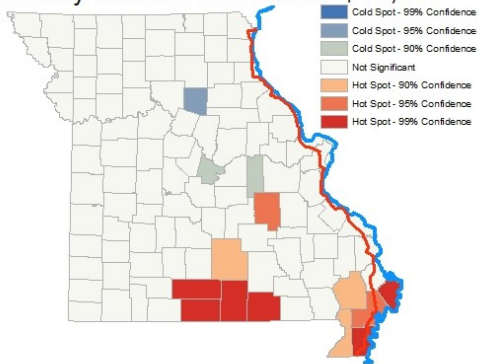 Cold Spot - 99% Confidence
Cold Spot - 95% Confidence
Cold Spot - 90% Confidence
Not Significant
Hot Spot - 90% Confidence
Hot Spot - 95% Confidence
Hot Spot - 99% Confidence